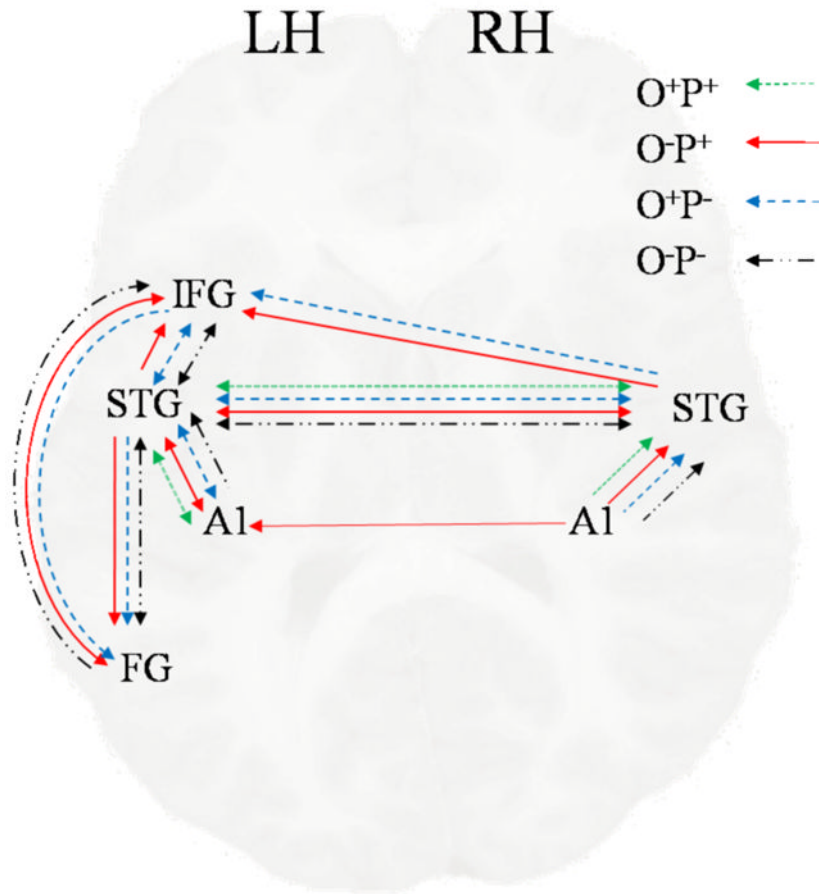 LH RH
O⁺P⁺
O⁻P⁺
O⁺P⁻
O⁻P⁻
IFG
STG STG
A1 A1
FG